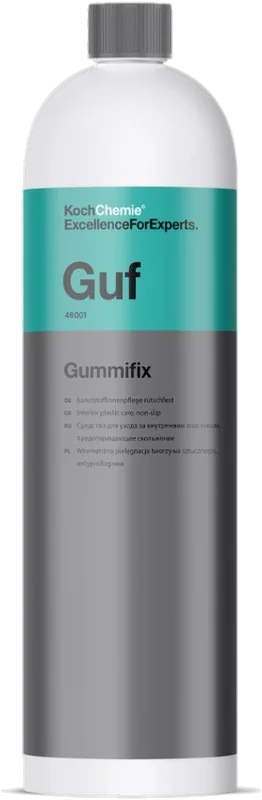 KochChemie®
ExcellenceForExperts.
Guf
48001
Gummifix
DE Kunststoffinnenpflege rutschfest
GB Interior plastic care, non-slip
RU Средство для ухода за внутренним пластиком,
предотвращающее скольжение
PL Wewnętrzna pielęgnacja tworzywa sztucznego,
antypoślizgowa